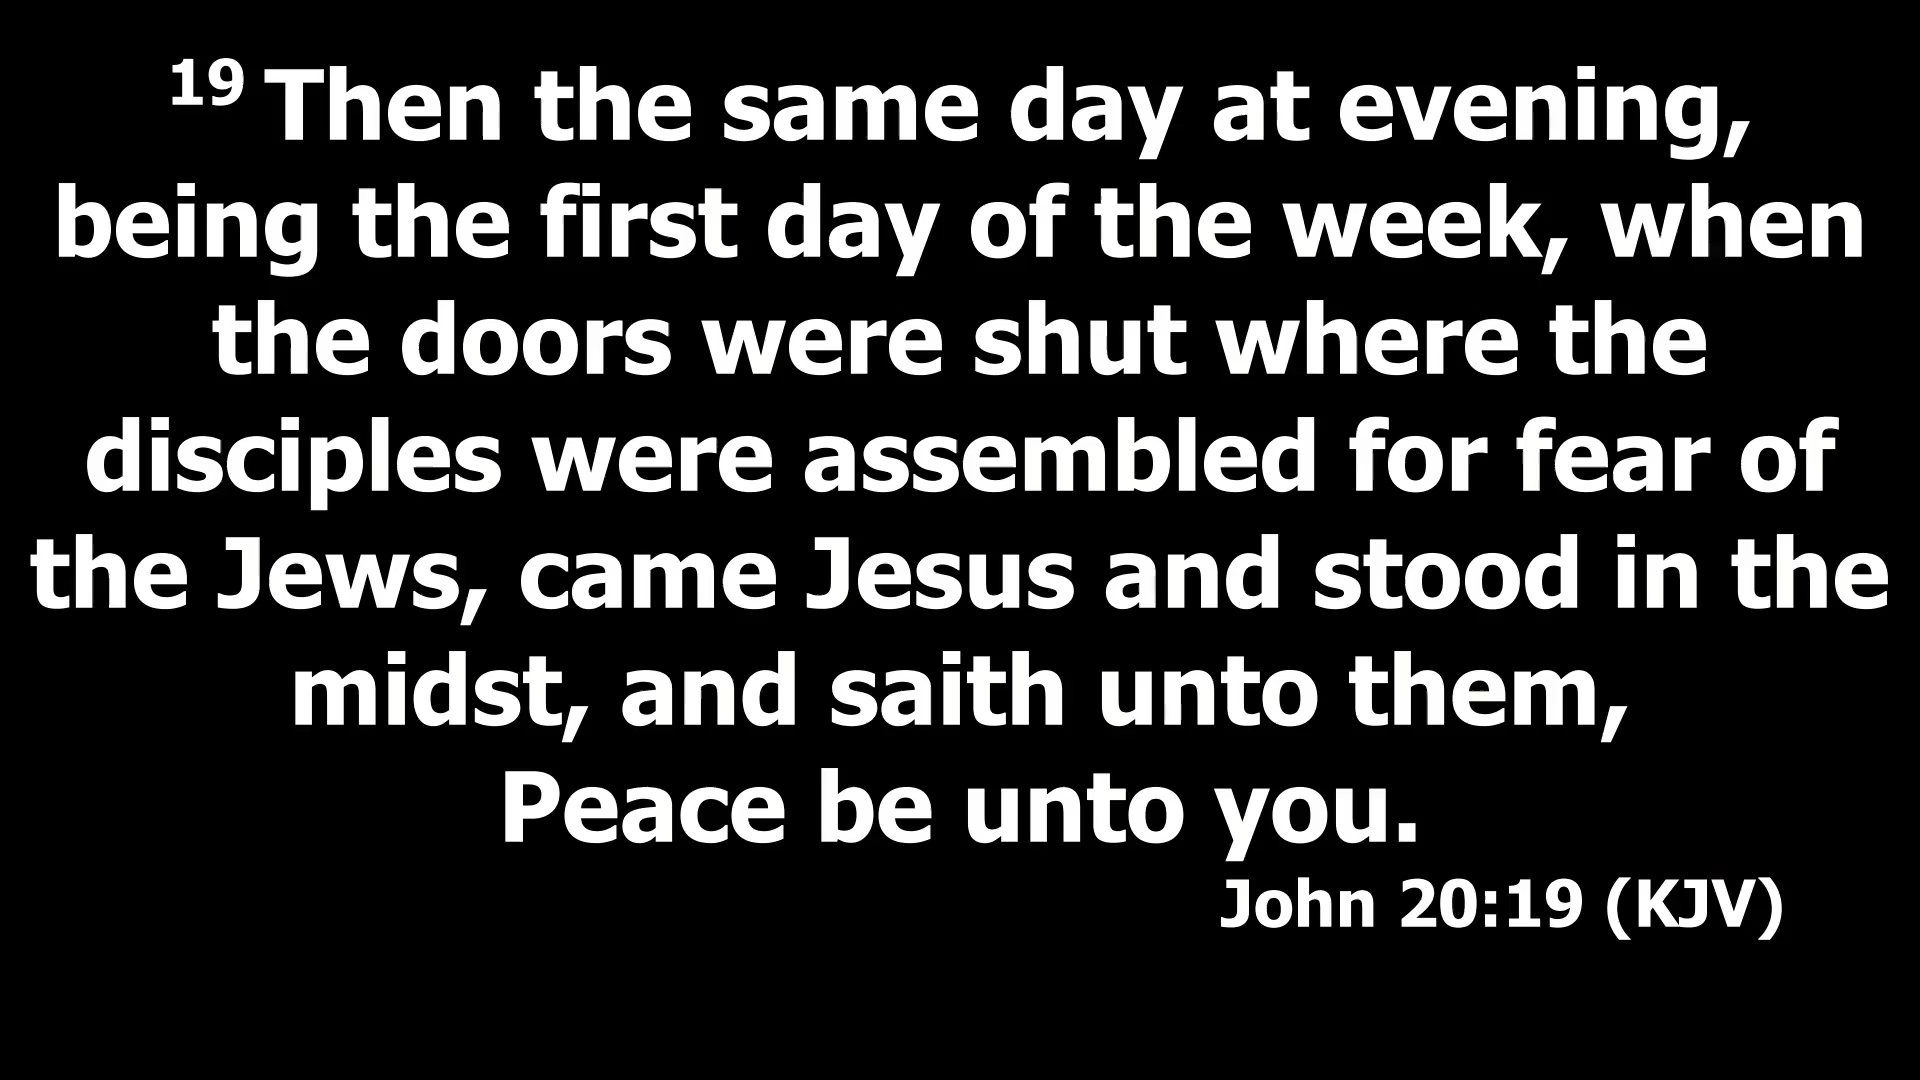 19 Then the same day at evening,
being the first day of the week, when
the doors were shut where the
disciples were assembled for fear of
the Jews, came Jesus and stood in the
midst, and saith unto them,
Peace be unto you.
John 20:19 (KJV)